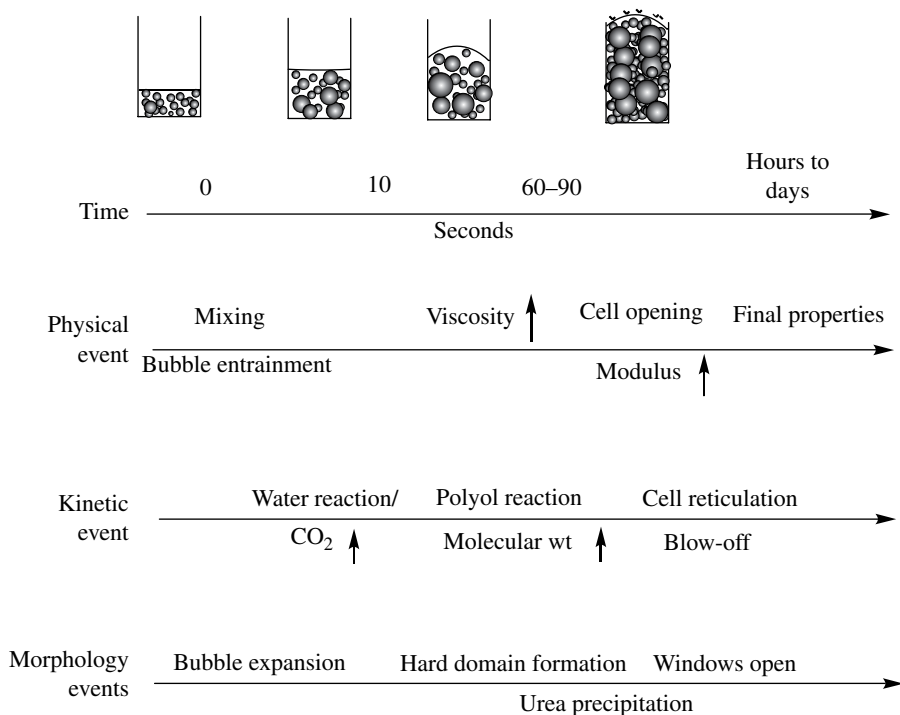 Hours to
days
0
10
60–90
Time
Seconds
Physical
event
Mixing
Viscosity
Cell opening
Final properties
Bubble entrainment
Modulus
Kinetic
event
Water reaction/
Polyol reaction
Cell reticulation
CO₂
Molecular wt
Blow-off
Morphology
events
Bubble expansion
Hard domain formation
Windows open
Urea precipitation